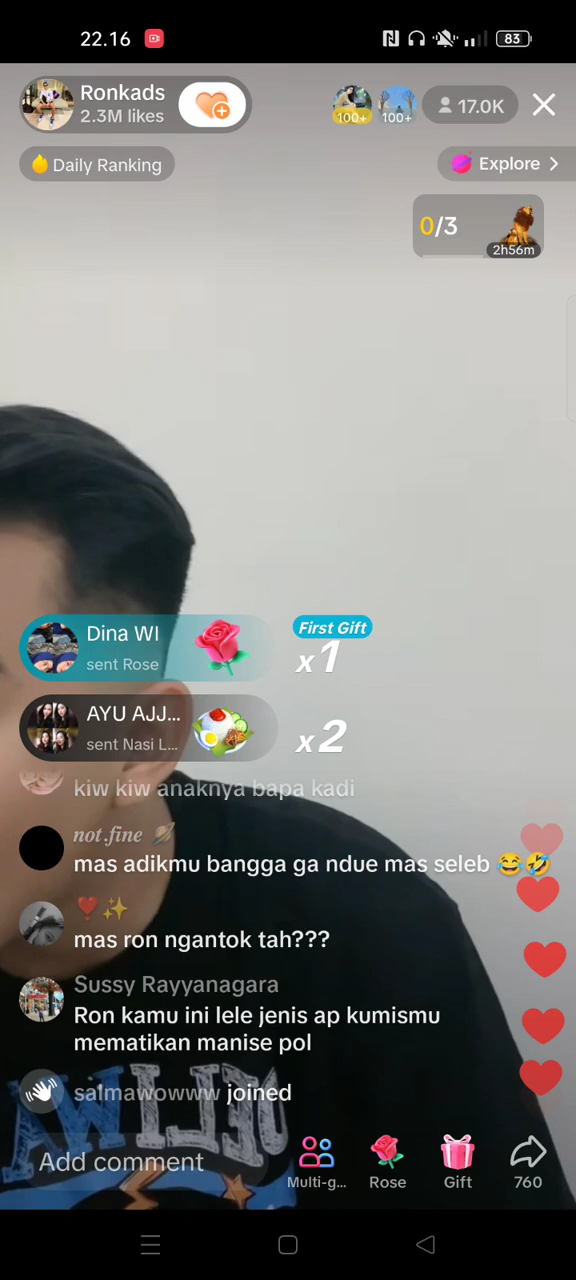 22.16
83
Ronkads
2.3M likes
100+
100+
17.0K
Daily Ranking
Explore
0/3
2h56m
First Gift
Dina WI
sent Rose
x1
AYU AJJ...
sent Nasi L...
x2
kiw kiw anaknya bapa kadi
not.fine 🪐
mas adikmu bangga ga ndue mas seleb 😂🤣
❣️✨
mas ron ngantok tah???
Sussy Rayyanagara
Ron kamu ini lele jenis ap kumismu
mematikan manise pol
salmawowww joined
Add comment
Multi-g...
Rose
Gift
760